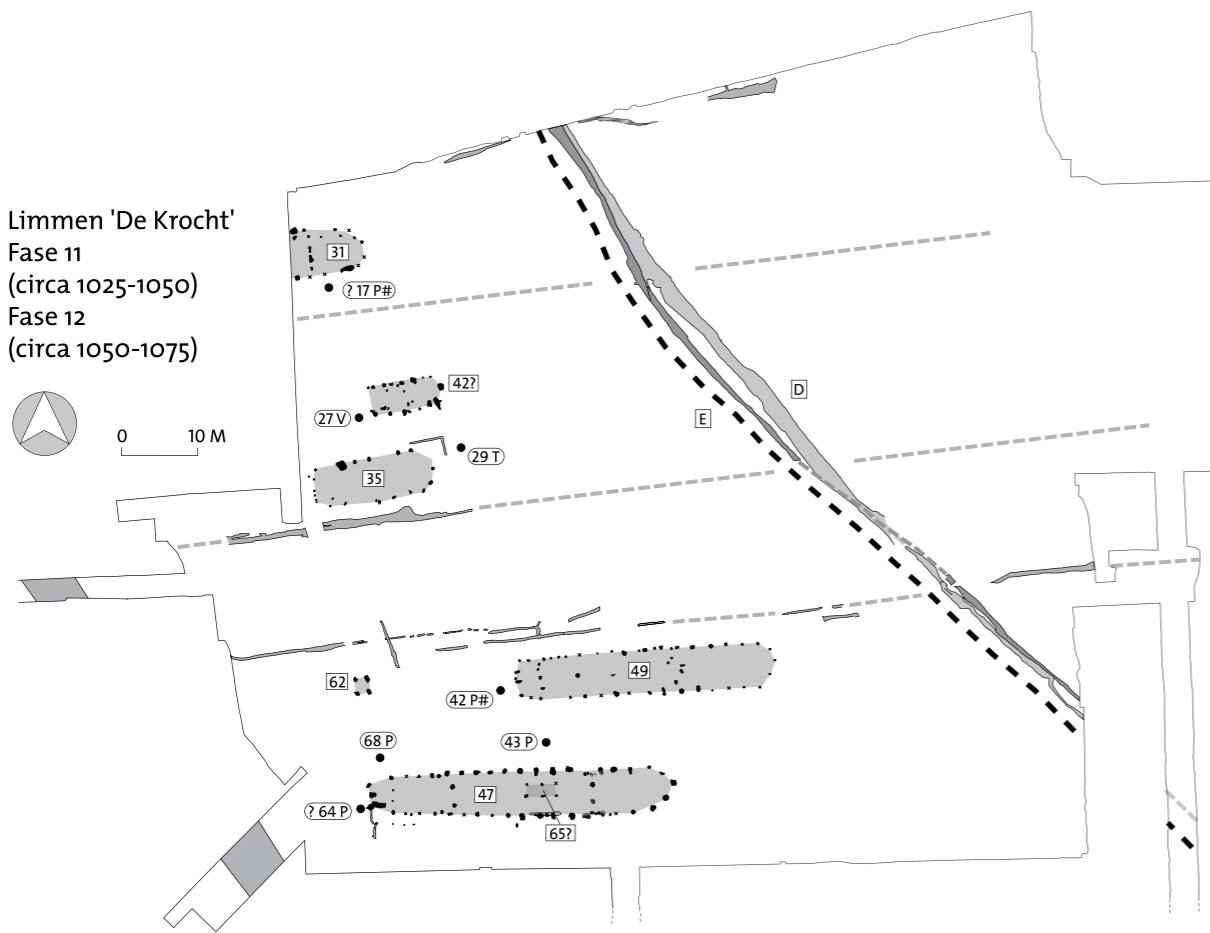 Limmen 'De Krocht'
Fase 11
(circa 1025-1050)
Fase 12
(circa 1050-1075)
0 10 M
31
? 17 P#
42?
27 V
29 T
35
D
E
49
62
42 P#
68 P
43 P
47
? 64 P
65?